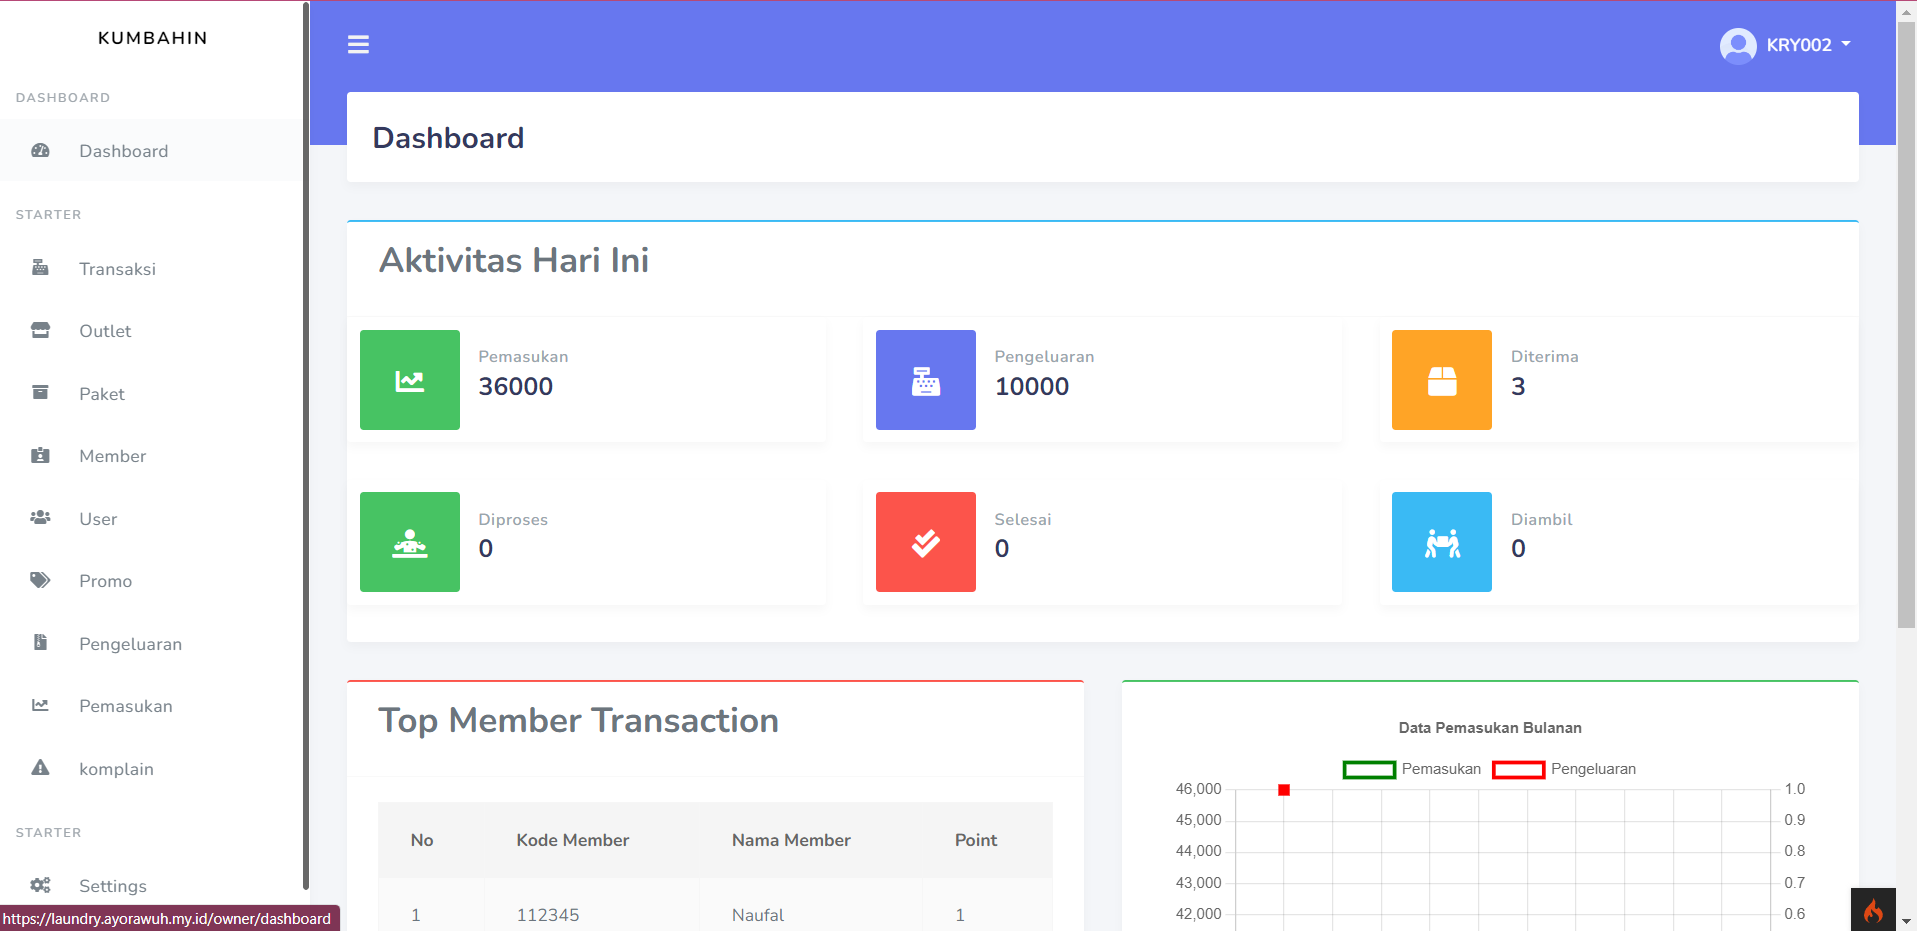 KUMBAHIN
KRY002
DASHBOARD
Dashboard
Dashboard
STARTER
Transaksi
Outlet
Paket
Member
User
Promo
Pengeluaran
Pemasukan
komplain
STARTER
Settings
https://laundry.ayorawuh.my.id/owner/dashboard
Aktivitas Hari Ini
Pemasukan
36000
Pengeluaran
10000
Diterima
3
Diproses
0
Selesai
0
Diambil
0
Top Member Transaction
No Kode Member Nama Member Point
1 112345 Naufal 1
Data Pemasukan Bulanan
Pemasukan Pengeluaran
46,000 1.0
45,000 0.9
44,000 0.8
43,000 0.7
42,000 0.6